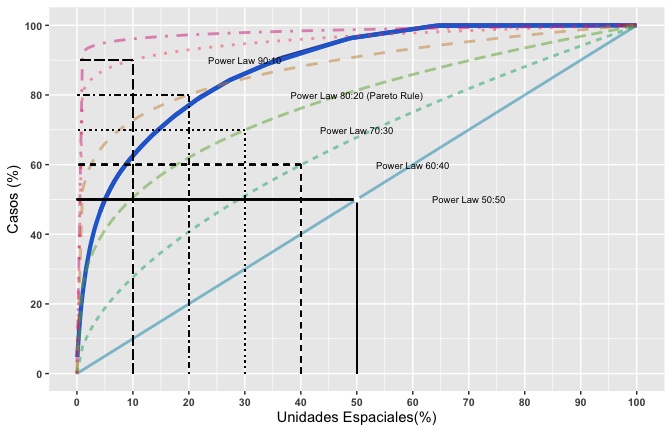 100
Power Law 90:10
80
Power Law 80:20 (Pareto Rule)
Power Law 70:30
60
Power Law 60:40
Power Law 50:50
40
20
0
0 10 20 30 40 50 60 70 80 90 100
Casos (%)
Unidades Espaciales(%)